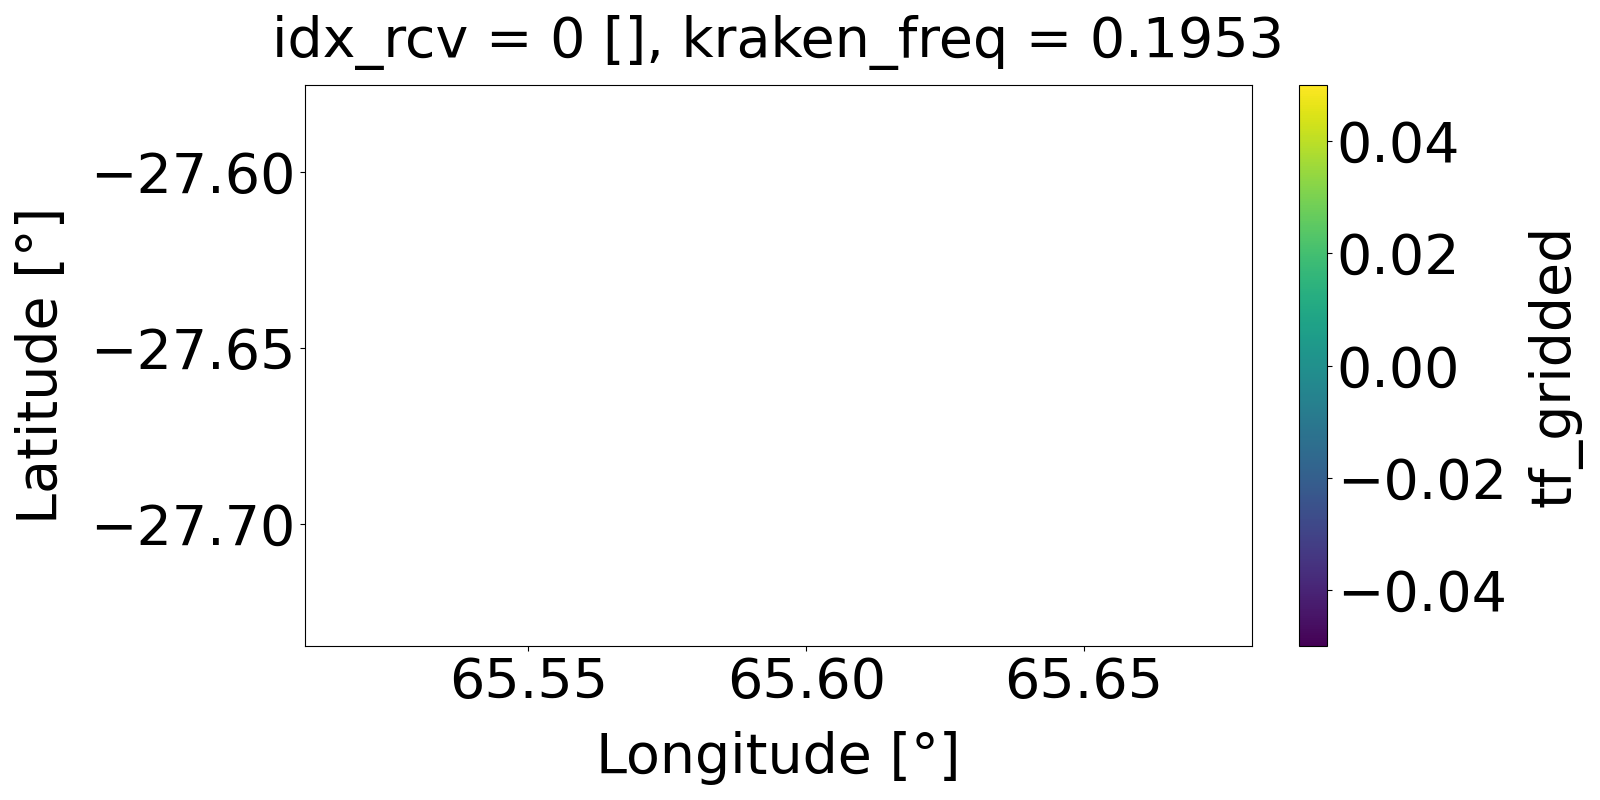 idx_rcv = 0 [], kraken_freq = 0.1953
Latitude [°]
−27.60
−27.65
−27.70
65.55 65.60 65.65
Longitude [°]
0.04
0.02
0.00
−0.02
−0.04
tf_gridded